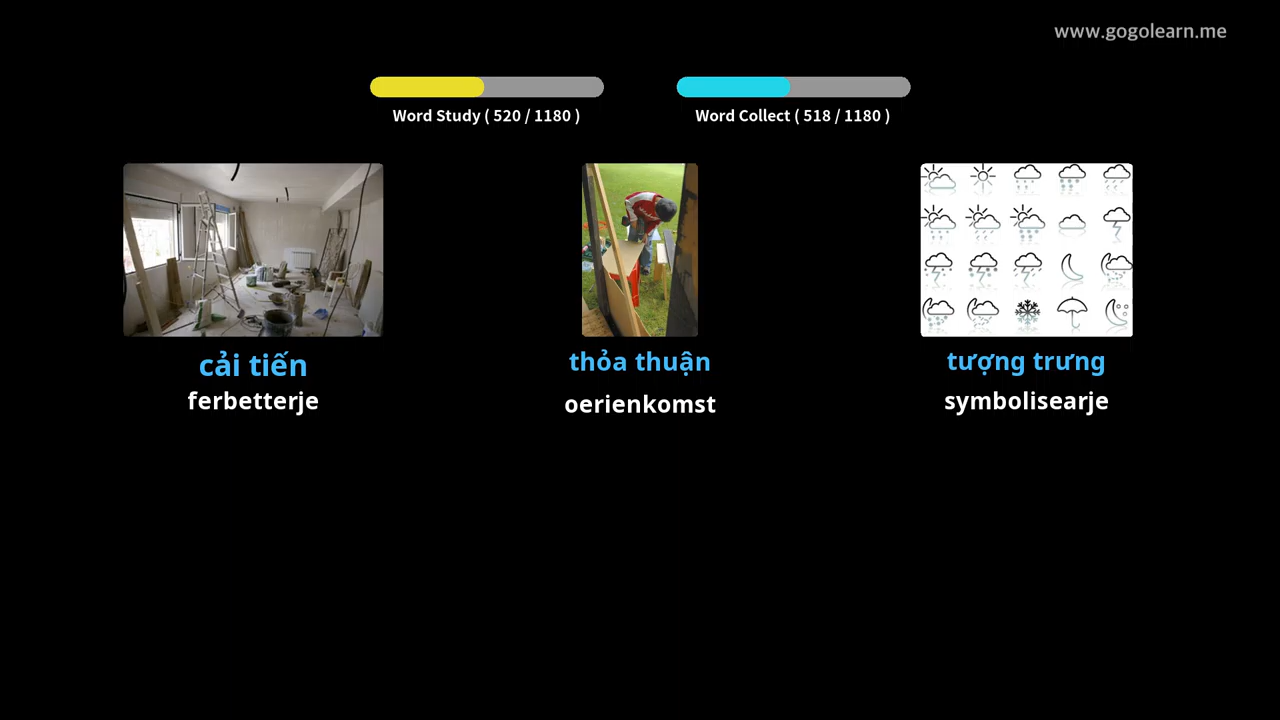 www.gogolearn.me
Word Study ( 520 / 1180 )
Word Collect ( 518 / 1180 )
cải tiến
ferbetterje
thỏa thuận
oerienkomst
tượng trưng
symbolisearje